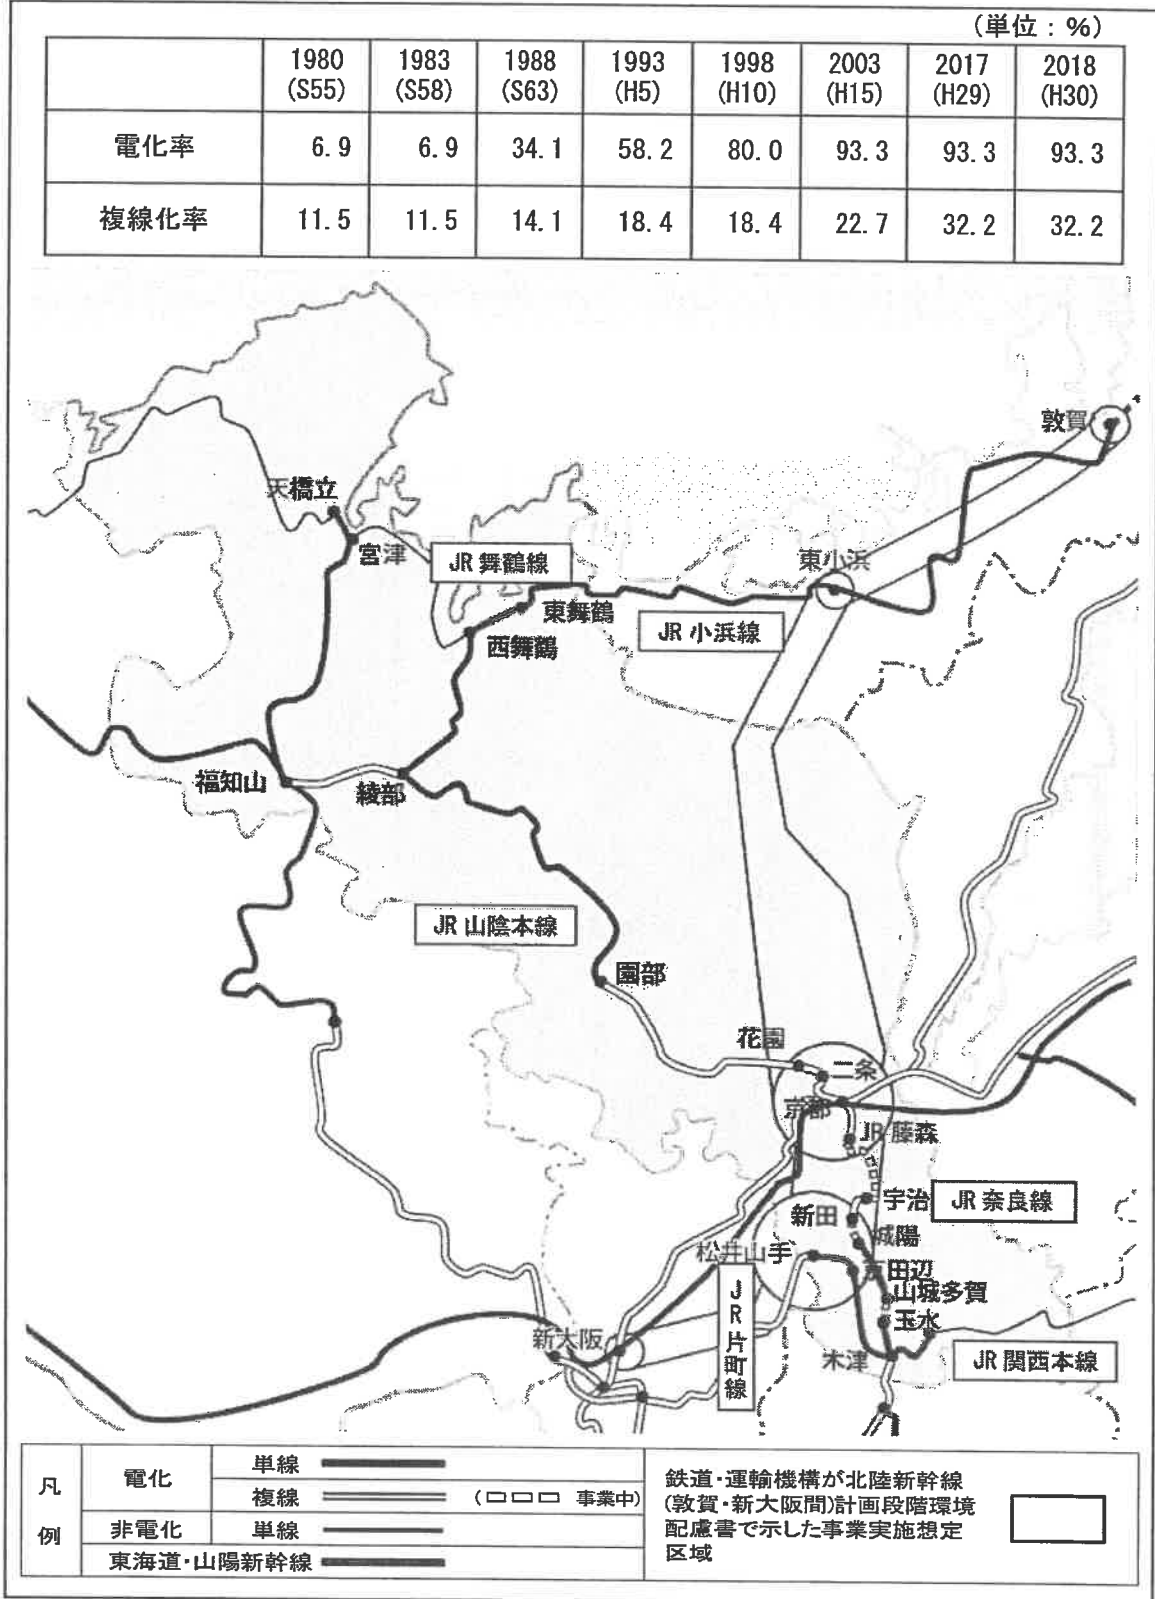 (単位：%)
1980 1983 1988 1993 1998 2003 2017 2018
(S55) (S58) (S63) (H5) (H10) (H15) (H29) (H30)
電化率 6.9 6.9 34.1 58.2 80.0 93.3 93.3 93.3
複線化率 11.5 11.5 14.1 18.4 18.4 22.7 32.2 32.2
敦賀
天橋立
宮津
JR 舞鶴線
東小浜
東舞鶴
JR 小浜線
西舞鶴
福知山
綾部
JR 山陰本線
園部
花園
二条
京都
JR 藤森
宇治
JR 奈良線
新田
城陽
松井山手
田辺
山城多賀
玉水
新大阪
JR片町線
木津
JR 関西本線
凡例
電化 単線
複線 (□□□ 事業中)
非電化 単線
東海道・山陽新幹線
鉄道・運輸機構が北陸新幹線
(敦賀・新大阪間)計画段階環境
配慮書で示した事業実施想定
区域